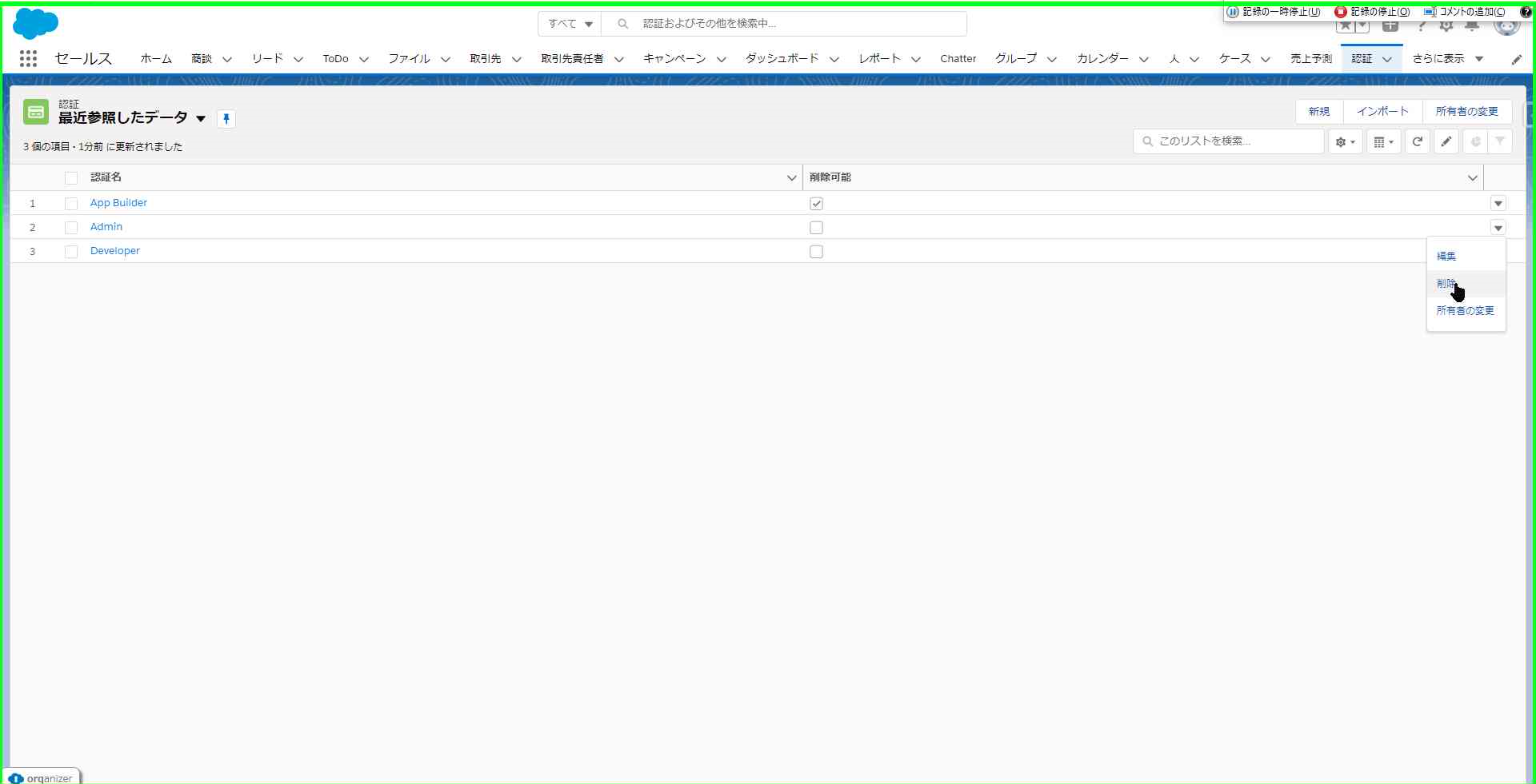 記録の一時停止(U) 記録の停止(O) コメントの追加(C)
すべて 認証およびその他を検索中...
セールス ホーム 商談 リード ToDo ファイル 取引先 取引先責任者 キャンペーン ダッシュボード レポート Chatter グループ カレンダー 人 ケース 売上予測 認証 さらに表示
認証
最近参照したデータ
新規 インポート 所有者の変更
3 個の項目・1分前 に更新されました
このリストを検索...
認証名 削除可能
1 App Builder
2 Admin
3 Developer
編集
削除
所有者の変更
organizer